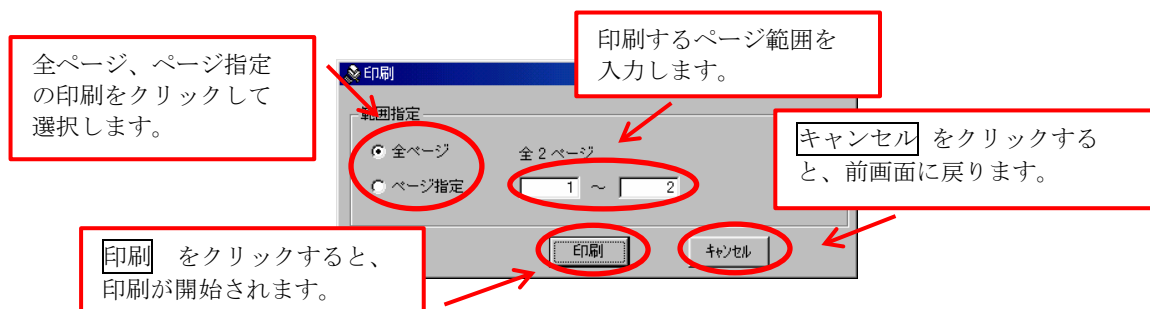 全ページ、ページ指定
の印刷をクリックして
選択します。
印刷するページ範囲を
入力します。
印刷
範囲指定
全ページ
全 2 ページ
ページ指定
1 ～ 2
キャンセル をクリックする
と、前画面に戻ります。
印刷
キャンセル
印刷 をクリックすると、
印刷が開始されます。